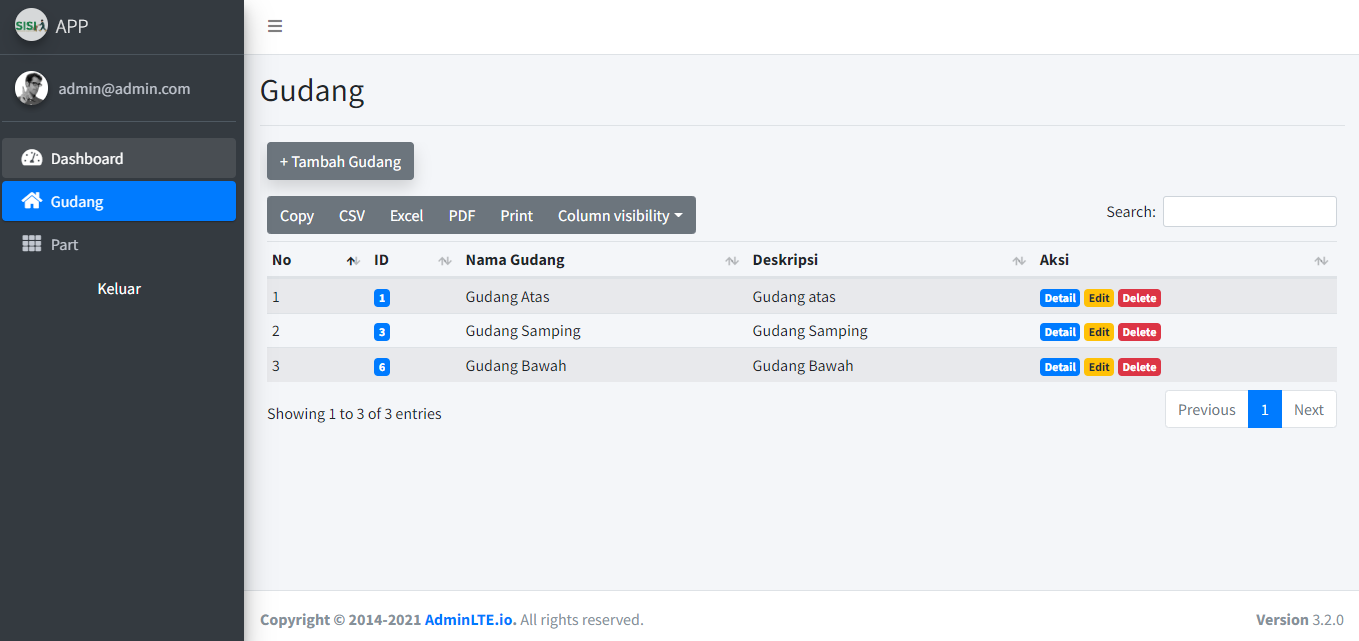 SISI APP
admin@admin.com
Dashboard
Gudang
Part
Keluar
Gudang
+ Tambah Gudang
Copy CSV Excel PDF Print Column visibility
Search:
No ID Nama Gudang Deskripsi Aksi
1 1 Gudang Atas Gudang atas Detail Edit Delete
2 3 Gudang Samping Gudang Samping Detail Edit Delete
3 6 Gudang Bawah Gudang Bawah Detail Edit Delete
Showing 1 to 3 of 3 entries
Previous 1 Next
Copyright © 2014-2021 AdminLTE.io. All rights reserved.
Version 3.2.0